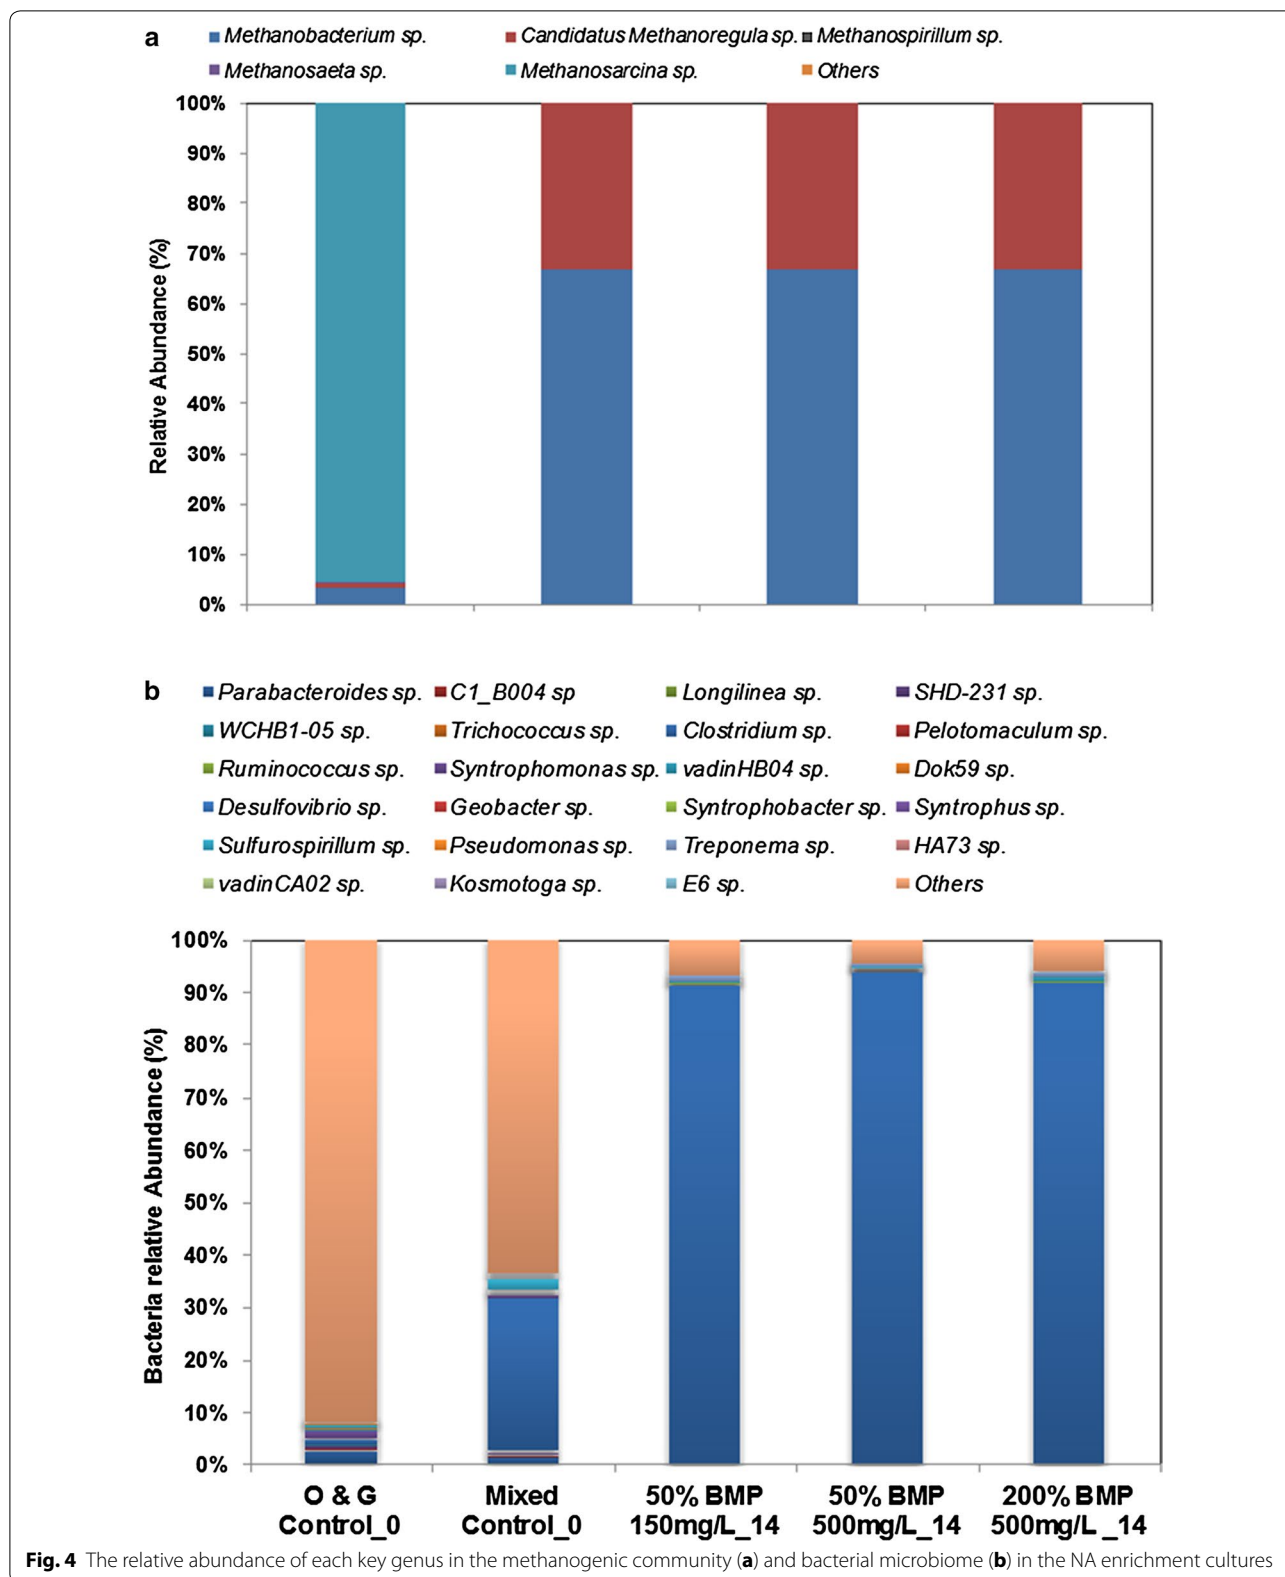 a
Methanobacterium sp. Candidatus Methanoregula sp. Methanospirillum sp.
Methanosaeta sp. Methanosarcina sp. Others
100%
90%
80%
70%
60%
50%
40%
30%
20%
10%
0%
Relative Abundance (%)
b
Parabacteroides sp. C1_B004 sp Longilinea sp. SHD-231 sp.
WCHB1-05 sp. Trichococcus sp. Clostridium sp. Pelotomaculum sp.
Ruminococcus sp. Syntrophomonas sp. vadinHB04 sp. Dok59 sp.
Desulfovibrio sp. Geobacter sp. Syntrophobacter sp. Syntrophus sp.
Sulfurospirillum sp. Pseudomonas sp. Treponema sp. HA73 sp.
vadinCA02 sp. Kosmotoga sp. E6 sp. Others
100%
90%
80%
70%
60%
50%
40%
30%
20%
10%
0%
Bacteria relative Abundance (%)
O & G Mixed 50% BMP 50% BMP 200% BMP
Control_0 Control_0 150mg/L_14 500mg/L_14 500mg/L _14
Fig. 4 The relative abundance of each key genus in the methanogenic community (a) and bacterial microbiome (b) in the NA enrichment cultures